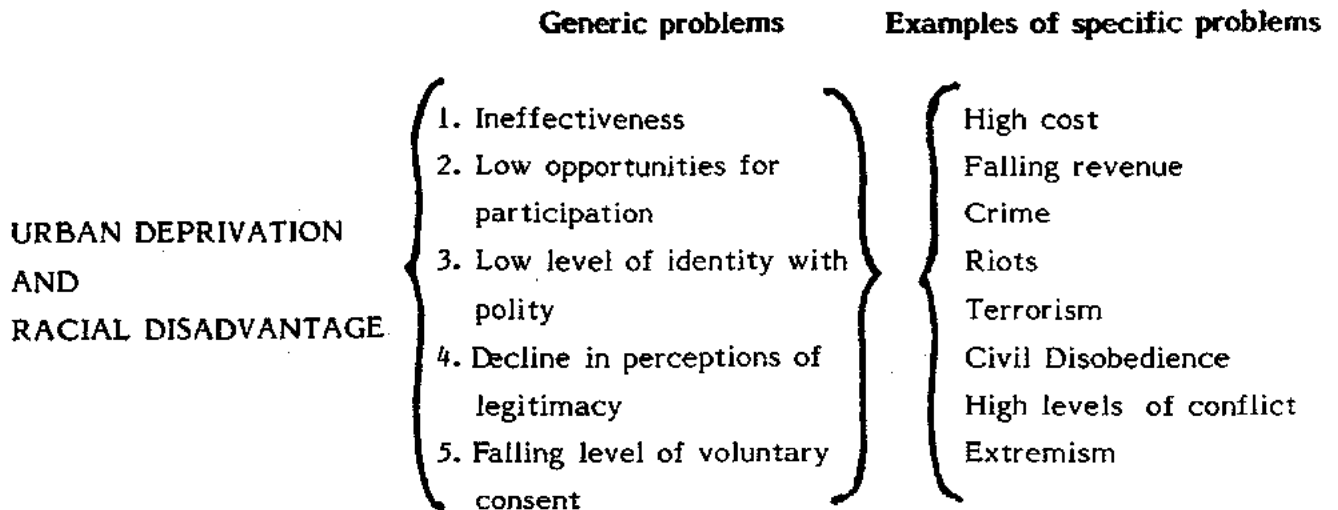 Generic problems
Examples of specific problems
URBAN DEPRIVATION
AND
RACIAL DISADVANTAGE
1. Ineffectiveness
2. Low opportunities for
participation
3. Low level of identity with
polity
4. Decline in perceptions of
legitimacy
5. Falling level of voluntary
consent
High cost
Falling revenue
Crime
Riots
Terrorism
Civil Disobedience
High levels of conflict
Extremism